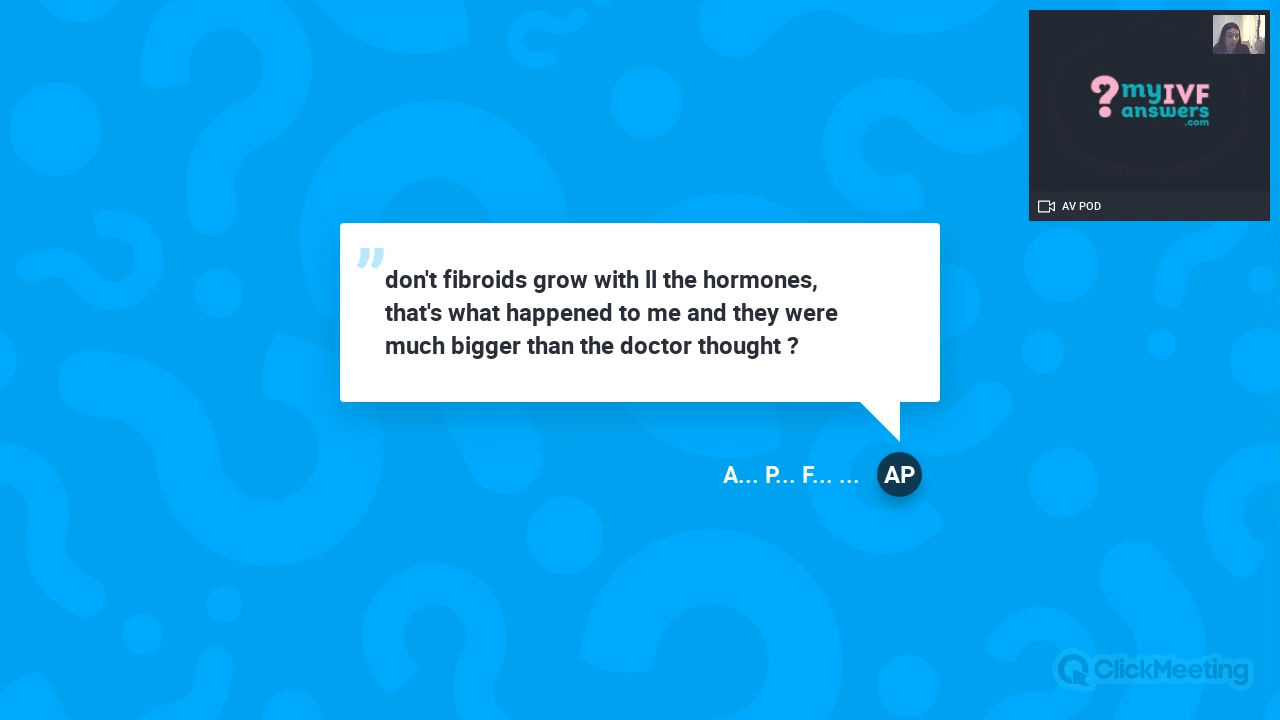 myIVF
answers
.com
AV POD
” don't fibroids grow with ll the hormones,
that's what happened to me and they were
much bigger than the doctor thought ?
A... P... F... ... AP
ClickMeeting